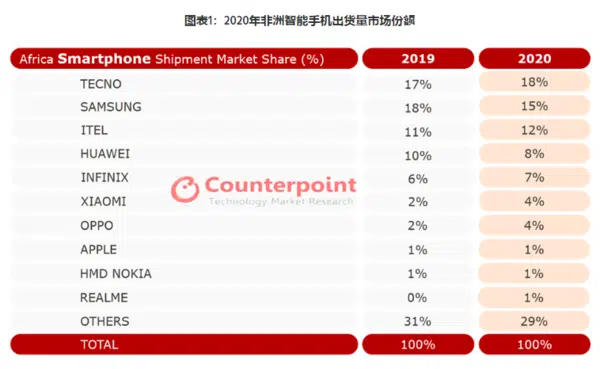 图表1：2020年非洲智能手机出货量市场份额
Africa Smartphone Shipment Market Share (%) 2019 2020
TECNO 17% 18%
SAMSUNG 18% 15%
ITEL 11% 12%
HUAWEI 10% 8%
INFINIX 6% 7%
XIAOMI 2% 4%
OPPO 2% 4%
APPLE 1% 1%
HMD NOKIA 1% 1%
REALME 0% 1%
OTHERS 31% 29%
TOTAL 100% 100%
Counterpoint
Technology Market Research